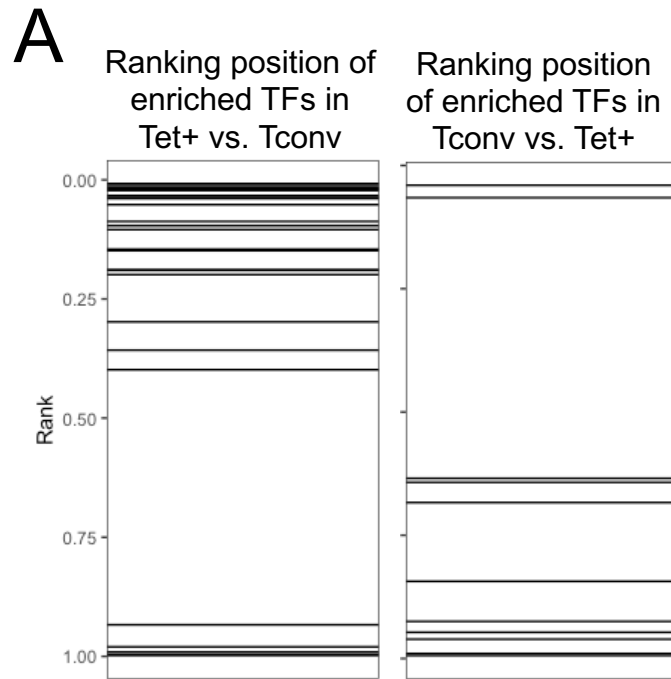 A
Ranking position of
enriched TFs in
Tet+ vs. Tconv
Ranking position
of enriched TFs in
Tconv vs. Tet+
Rank
0.00
0.25
0.50
0.75
1.00